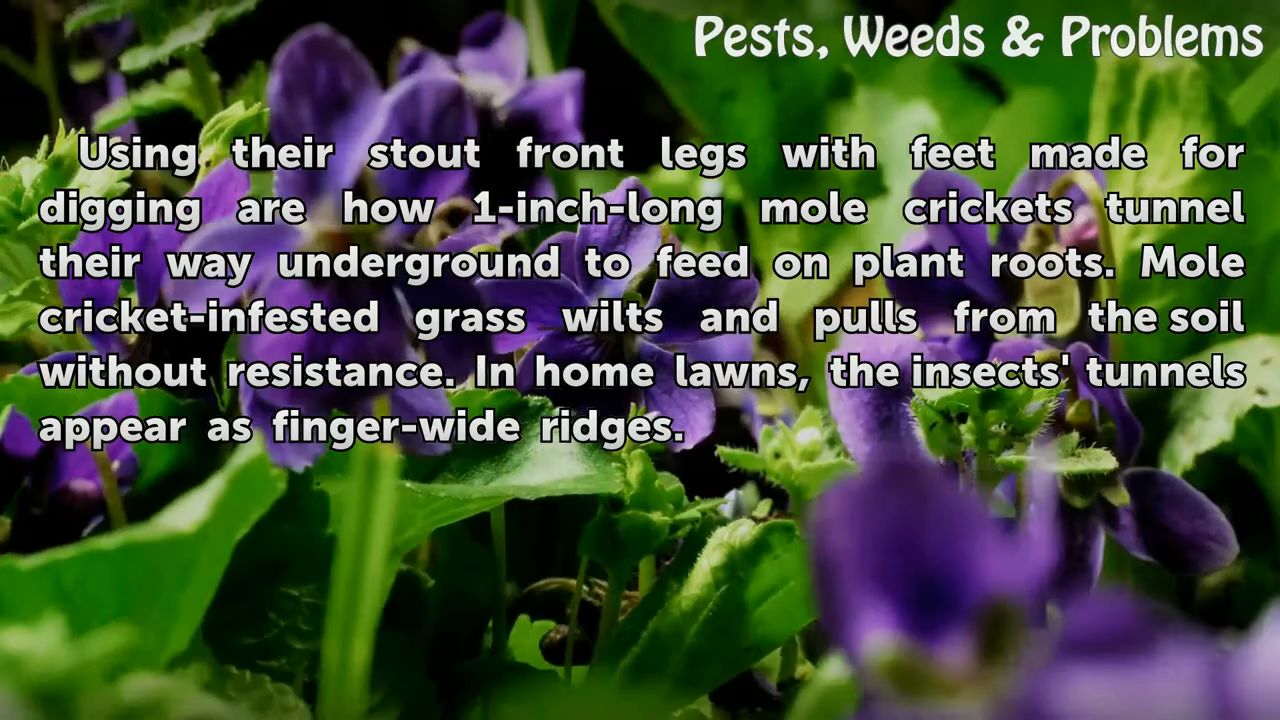 Pests, Weeds & Problems
Using their stout front legs with feet made for
digging are how 1-inch-long mole crickets tunnel
their way underground to feed on plant roots. Mole
cricket-infested grass wilts and pulls from the soil
without resistance. In home lawns, the insects' tunnels
appear as finger-wide ridges.